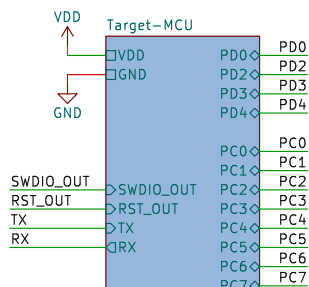 VDD
Target-MCU
VDD
GND
GND
SWDIO_OUT
RST_OUT
TX
RX
SWDIO_OUT
RST_OUT
TX
RX
PD0
PD2
PD3
PD4
PC0
PC1
PC2
PC3
PC4
PC5
PC6
PC7
PD0
PD2
PD3
PD4
PC0
PC1
PC2
PC3
PC4
PC5
PC6
PC7